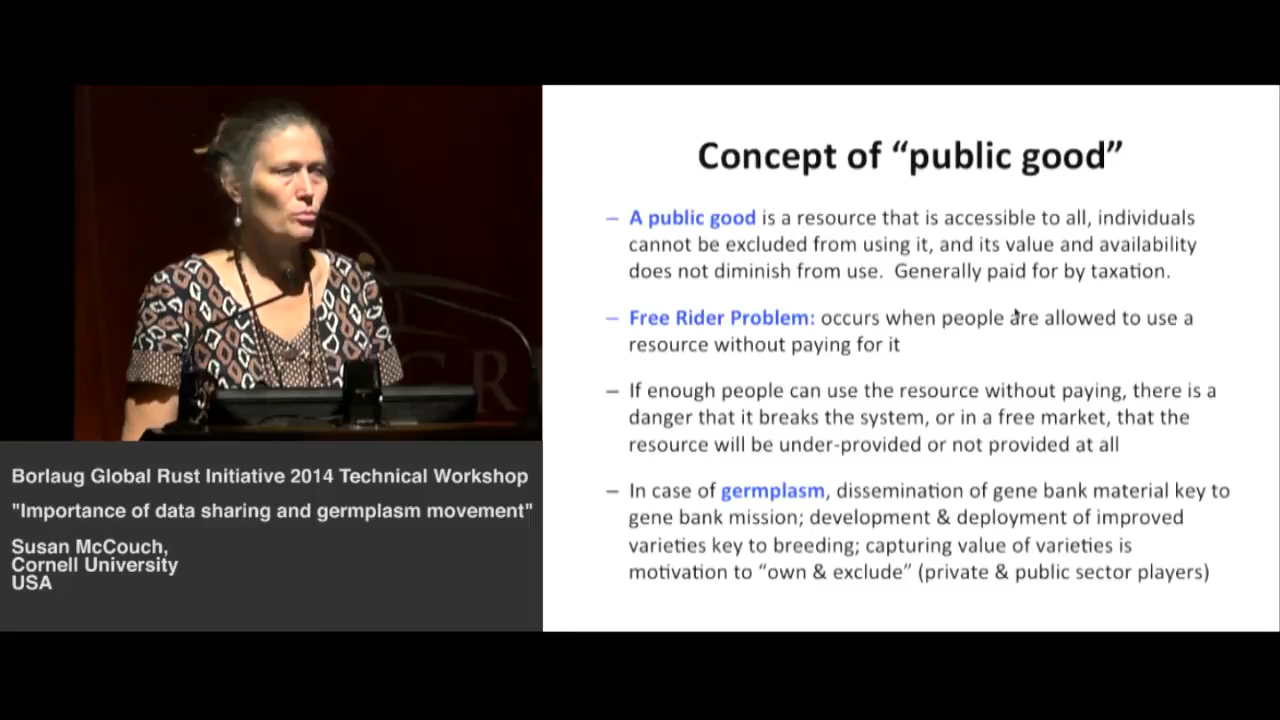 Concept of “public good”
– A public good is a resource that is accessible to all, individuals
cannot be excluded from using it, and its value and availability
does not diminish from use. Generally paid for by taxation.
– Free Rider Problem: occurs when people are allowed to use a
resource without paying for it
– If enough people can use the resource without paying, there is a
danger that it breaks the system, or in a free market, that the
resource will be under-provided or not provided at all
– In case of germplasm, dissemination of gene bank material key to
gene bank mission; development & deployment of improved
varieties key to breeding; capturing value of varieties is
motivation to “own & exclude” (private & public sector players)
Borlaug Global Rust Initiative 2014 Technical Workshop
"Importance of data sharing and germplasm movement"
Susan McCouch,
Cornell University
USA